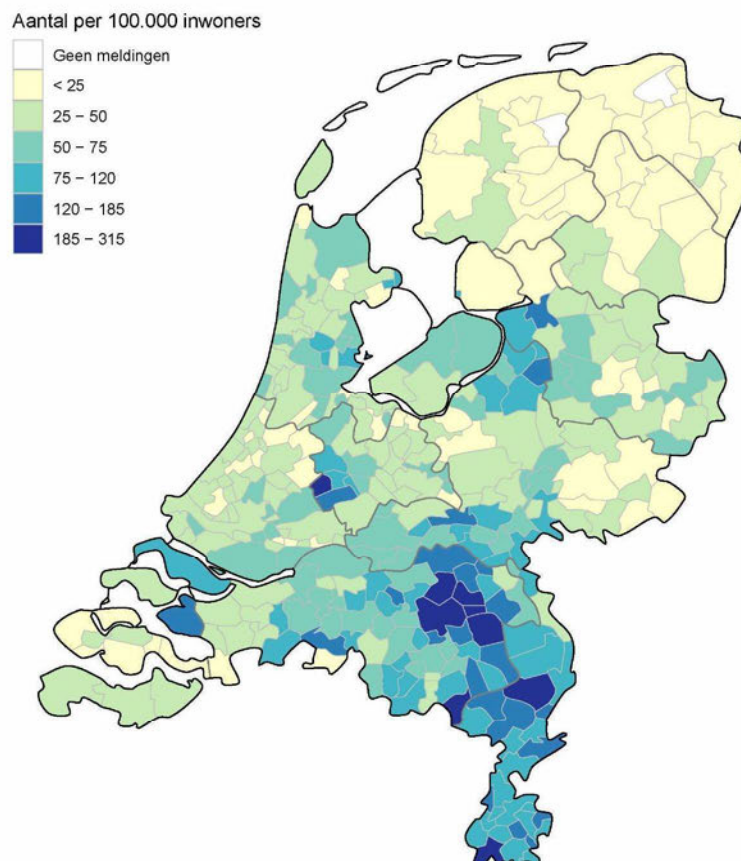 Aantal per 100.000 inwoners
Geen meldingen
< 25
25 – 50
50 – 75
75 – 120
120 – 185
185 – 315